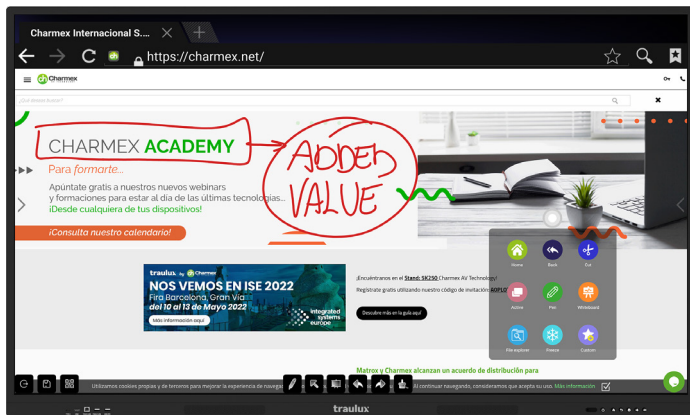 Charmex Internacional S.... X +
https://charmex.net/
Charmex
CHARMEX ACADEMY
ADDED
VALUE
Para formarte...
Apúntate gratis a nuestros nuevos webinars
y formaciones para estar al día de las últimas tecnologías...
¡Desde cualquiera de tus dispositivos!
¡Consulta nuestro calendario!
traulux by Charmex
NOS VEMOS EN ISE 2022
Fira Barcelona, Gran Vía
del 10 al 13 de Mayo 2022
Más información aquí
integrated
systems
europe
¡Encuéntranos en el Stand: 5K250 Charmex AV Technology!
Regístrate gratis utilizando nuestro código de invitación:
Descubre más en la guía aquí
Home Back Cut
Active Pen Whiteboard
File explorer Freeze Custom
Matrox y Charmex alcanzan un acuerdo de distribución para
Utilizamos cookies propias y de terceros para mejorar la experiencia de
Al continuar navegando, consideramos que acepta su uso. Más información
traulux